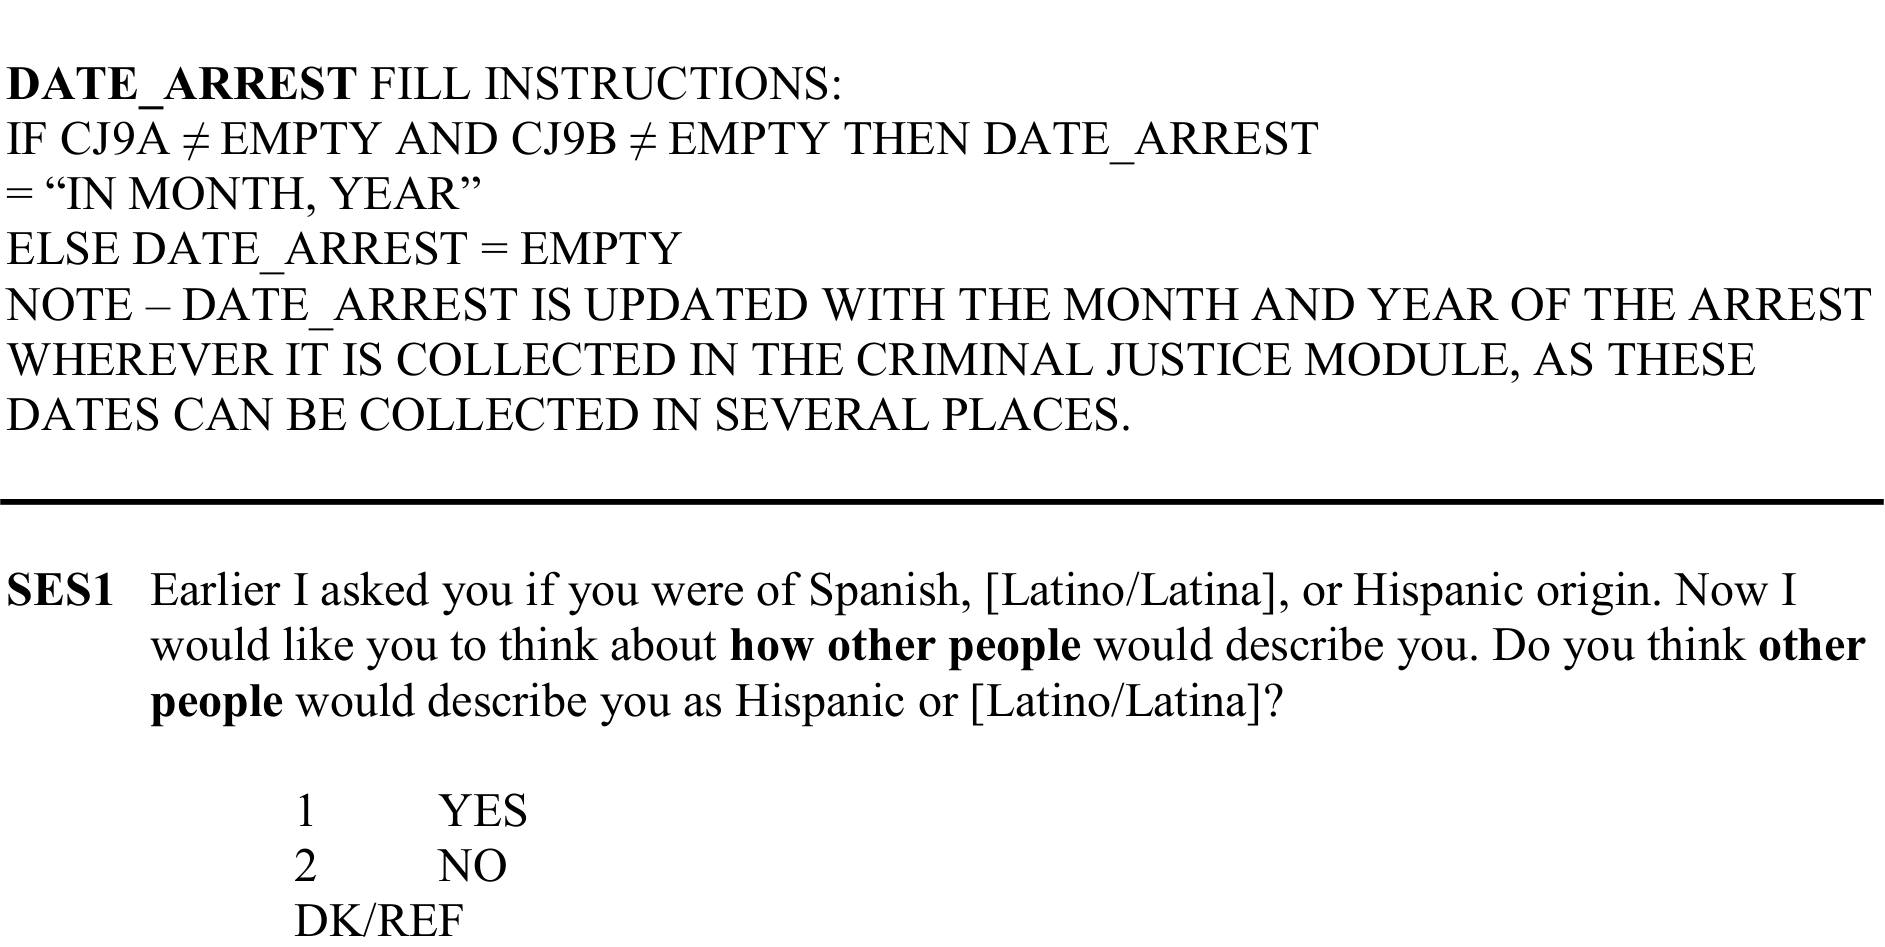 DATE_ARREST FILL INSTRUCTIONS:
IF CJ9A ≠ EMPTY AND CJ9B ≠ EMPTY THEN DATE_ARREST
= “IN MONTH, YEAR”
ELSE DATE_ARREST = EMPTY
NOTE – DATE_ARREST IS UPDATED WITH THE MONTH AND YEAR OF THE ARREST
WHEREVER IT IS COLLECTED IN THE CRIMINAL JUSTICE MODULE, AS THESE
DATES CAN BE COLLECTED IN SEVERAL PLACES.
SES1 Earlier I asked you if you were of Spanish, [Latino/Latina], or Hispanic origin. Now I
would like you to think about how other people would describe you. Do you think other
people would describe you as Hispanic or [Latino/Latina]?
1 YES
2 NO
DK/REF